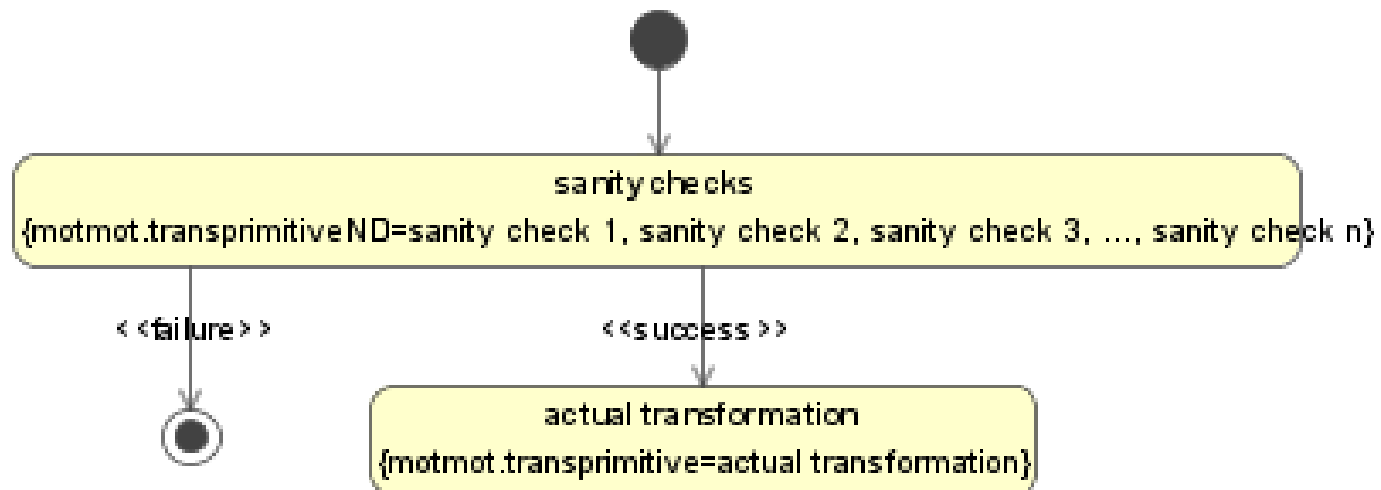 sanity checks
{motmot.transprimitiveND=sanity check 1, sanity check 2, sanity check 3, ..., sanity check n}
<<failure>>
<<success>>
actual transformation
{motmot.transprimitive=actual transformation}